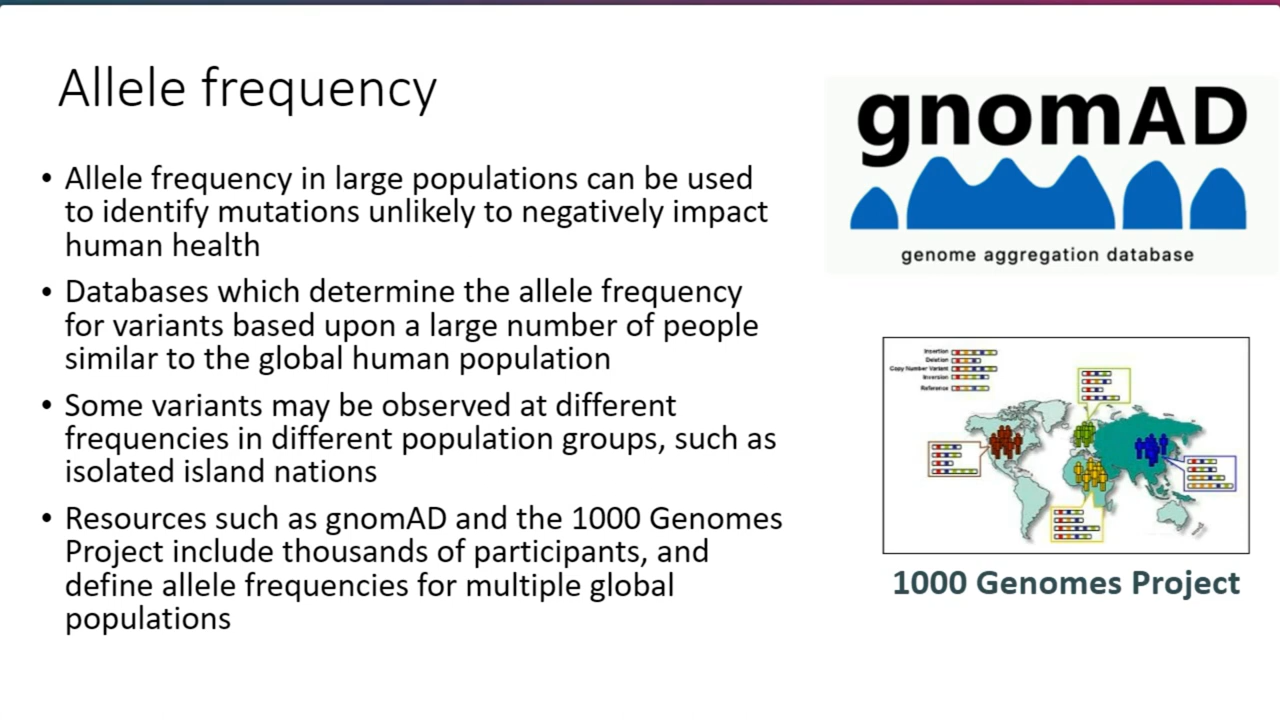 Allele frequency
• Allele frequency in large populations can be used
to identify mutations unlikely to negatively impact
human health
• Databases which determine the allele frequency
for variants based upon a large number of people
similar to the global human population
• Some variants may be observed at different
frequencies in different population groups, such as
isolated island nations
• Resources such as gnomAD and the 1000 Genomes
Project include thousands of participants, and
define allele frequencies for multiple global
populations
gnomAD
genome aggregation database
Insertion
Deletion
Copy Number Variant
Inversion
Reference
1000 Genomes Project